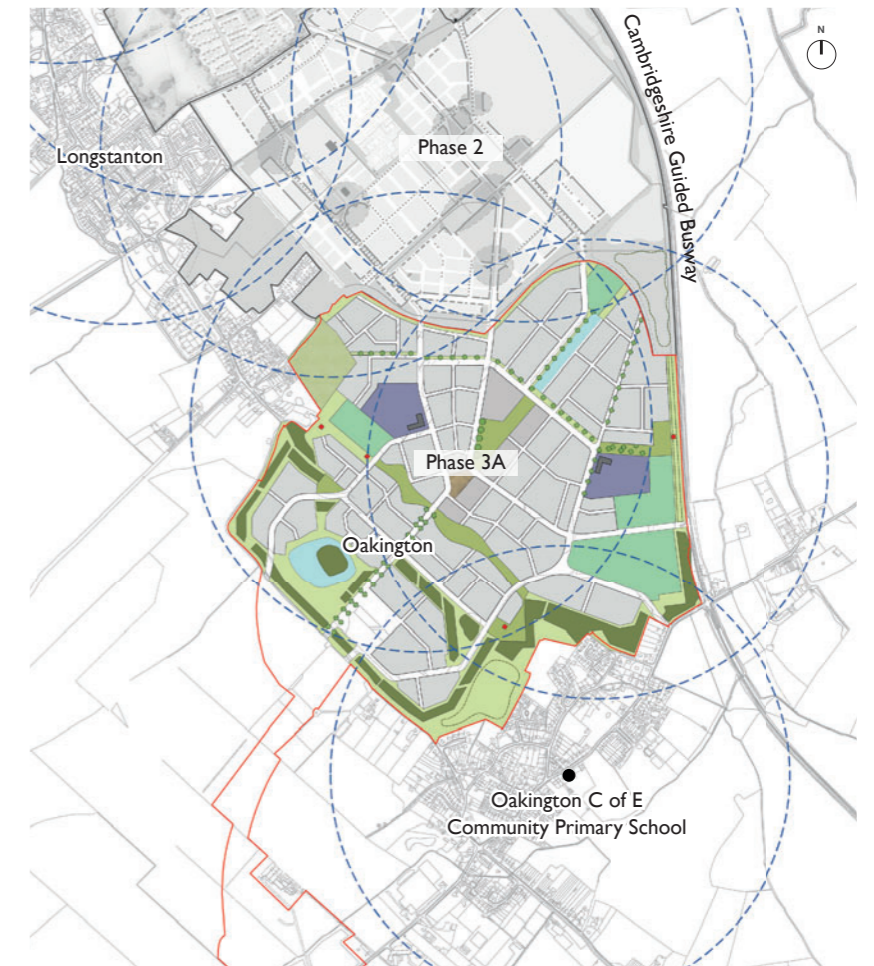 N
Cambridgeshire Guided Busway
Longstanton
Phase 2
Phase 3A
Oakington
Oakington C of E
Community Primary School